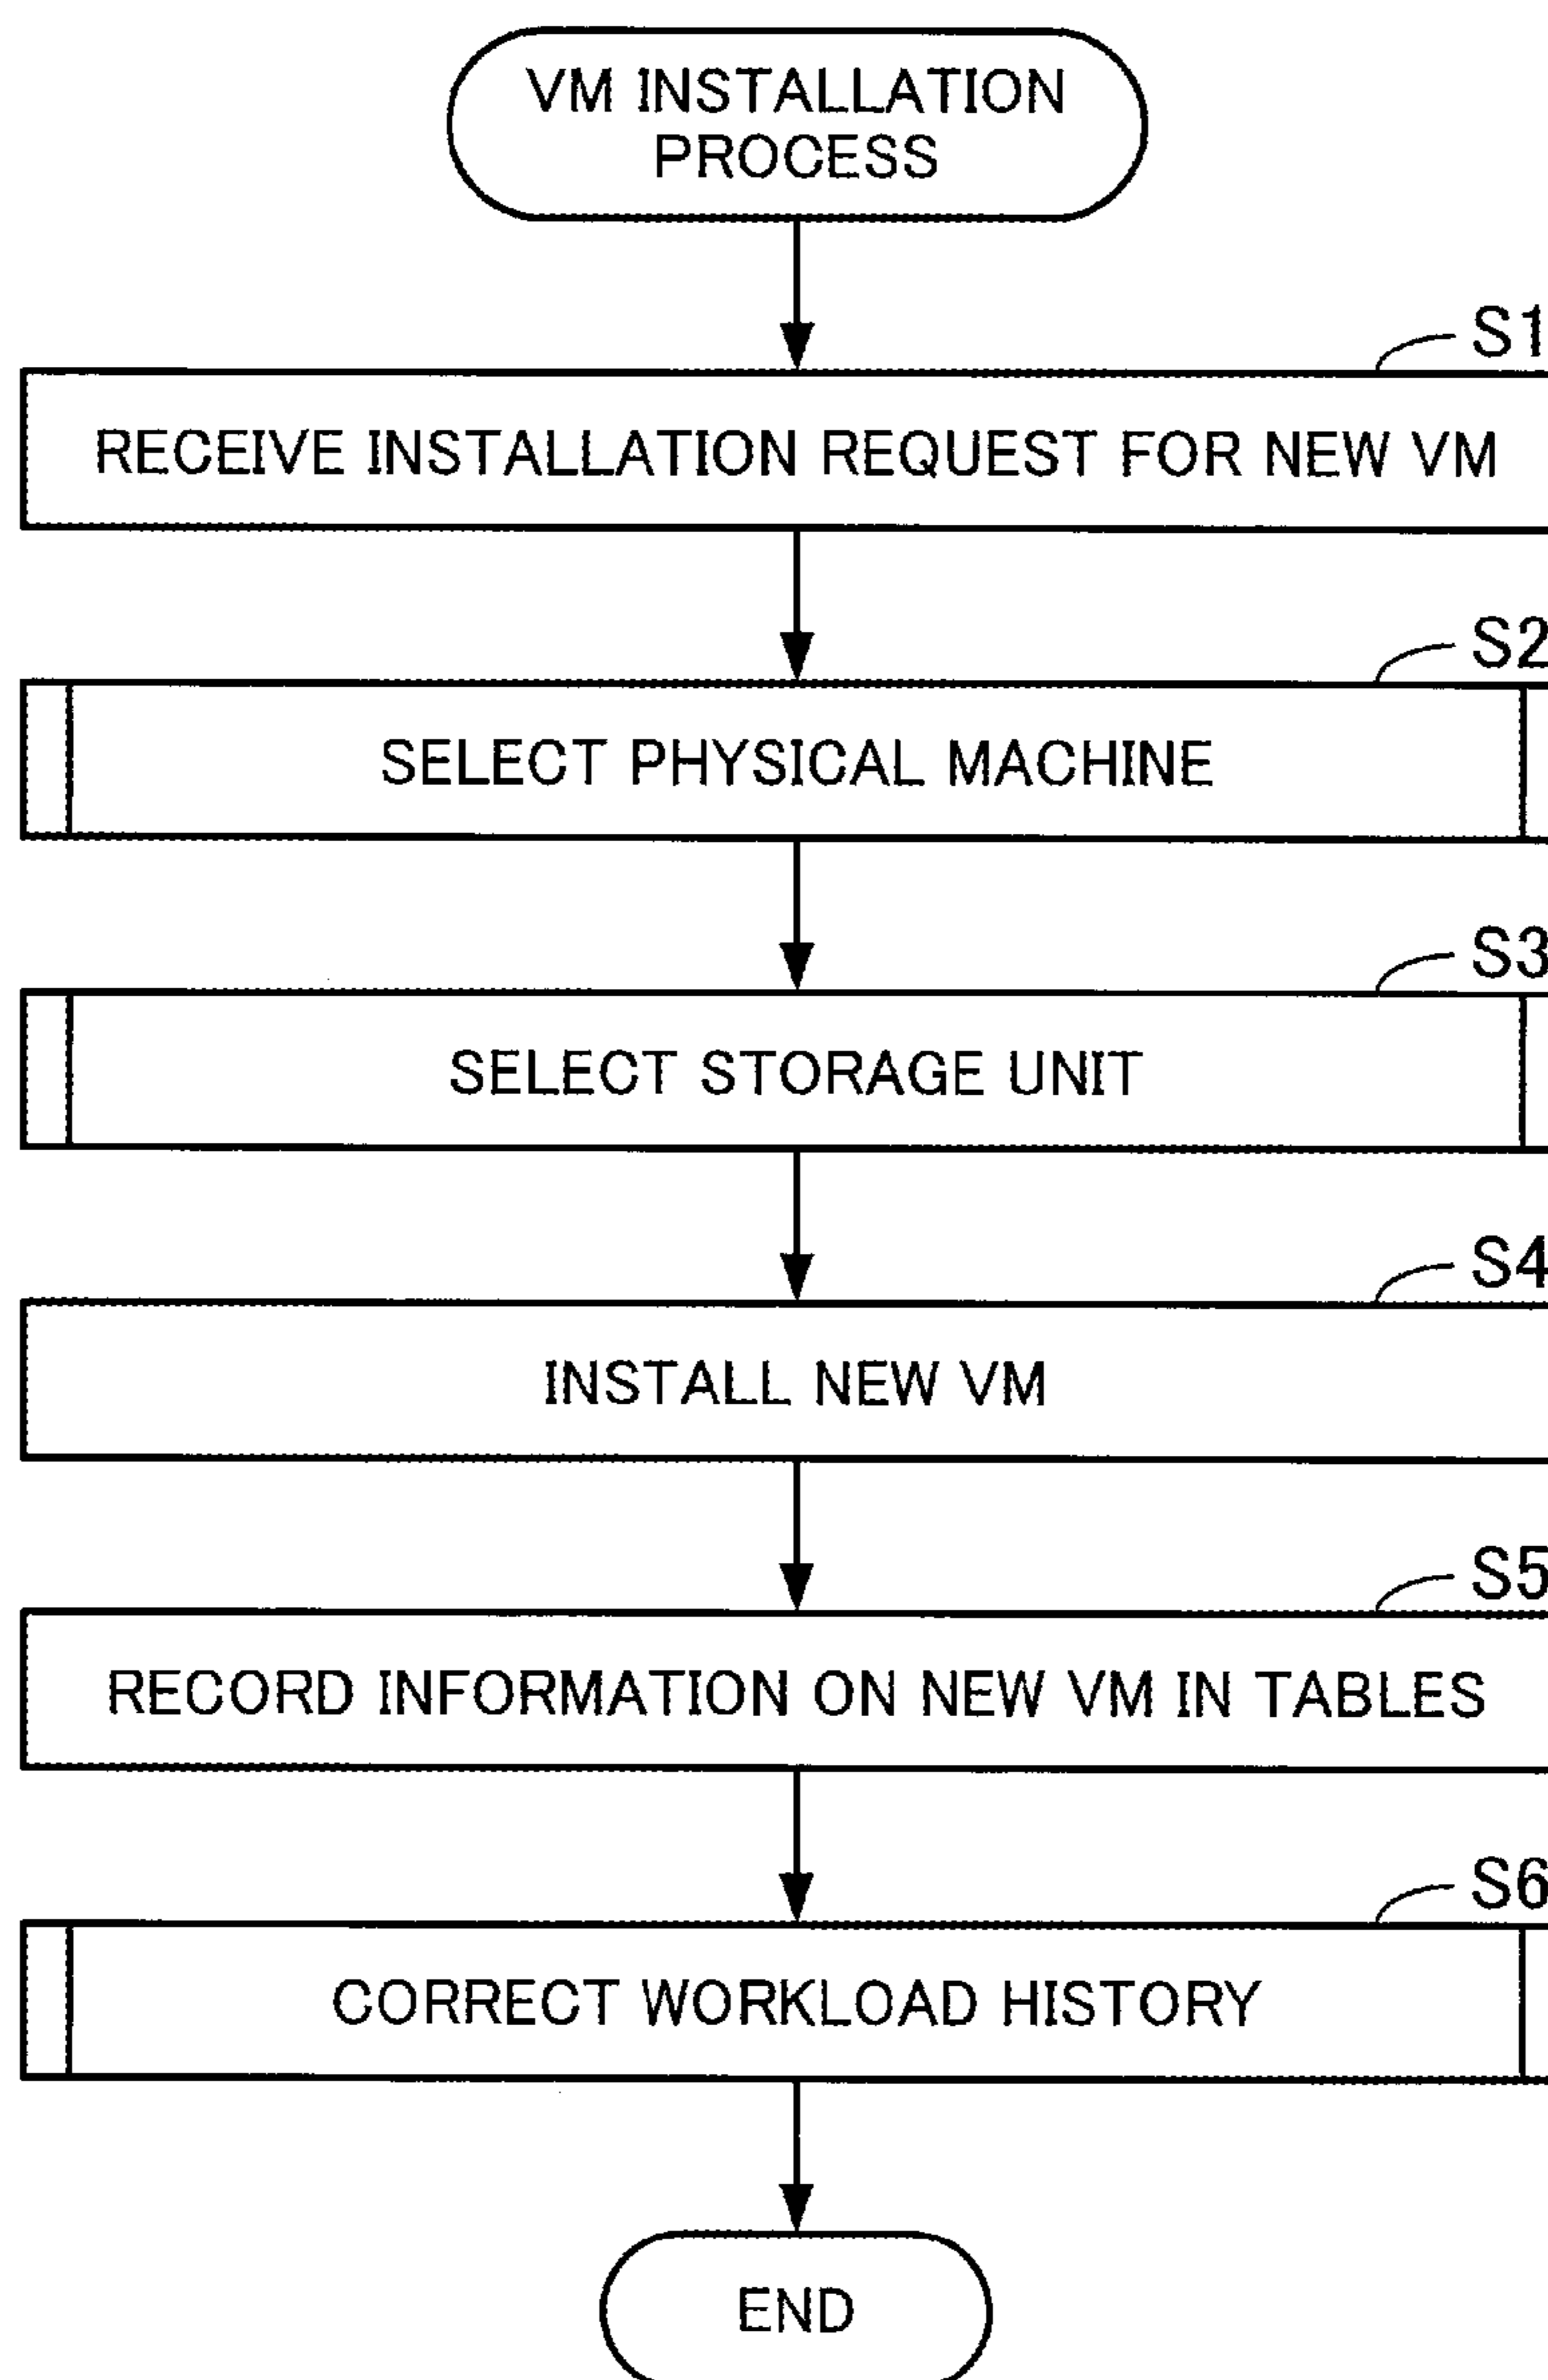 VM INSTALLATION
PROCESS
S1
RECEIVE INSTALLATION REQUEST FOR NEW VM
S2
SELECT PHYSICAL MACHINE
S3
SELECT STORAGE UNIT
S4
INSTALL NEW VM
S5
RECORD INFORMATION ON NEW VM IN TABLES
S6
CORRECT WORKLOAD HISTORY
END